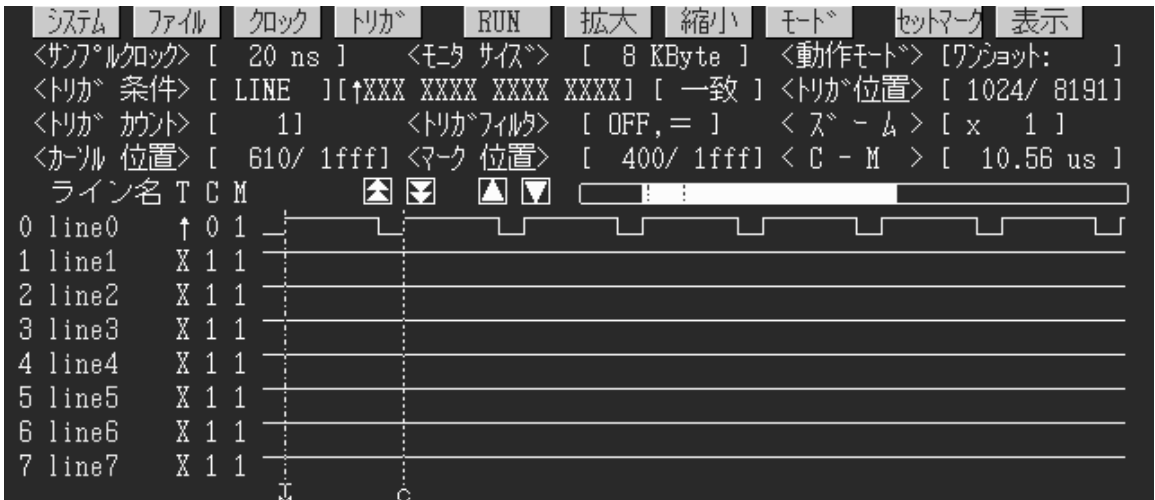 システム ファイル クロック トリガ RUN 拡大 縮小 モード セットマーク 表示
<サンプルクロック> [ 20 ns ] <モニタ サイズ> [ 8 KByte ] <動作モード> [ワンショット: ]
<トリガ 条件> [ LINE ][↑XXX XXXX XXXX XXXX] [ 一致 ] <トリガ位置> [ 1024/ 8191]
<トリガ カウント> [ 1] <トリガフィルタ> [ OFF,＝ ] < ズ ー ム > [ x 1 ]
<カーソル 位置> [ 610/ 1fff] <マーク 位置> [ 400/ 1fff] < C - M > [ 10.56 us ]
ライン名 T C M
0 line0 ↑ 0 1
1 line1 X 1 1
2 line2 X 1 1
3 line3 X 1 1
4 line4 X 1 1
5 line5 X 1 1
6 line6 X 1 1
7 line7 X 1 1